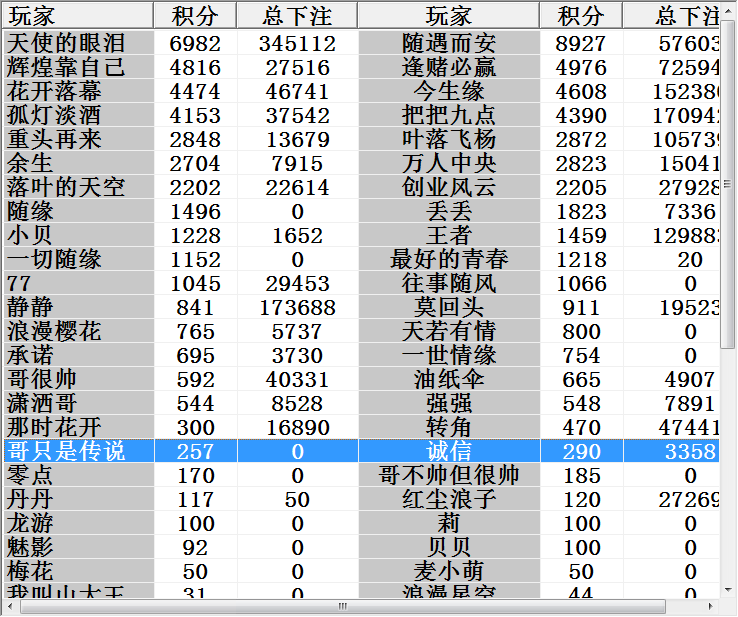 玩家 积分 总下注 玩家 积分 总下注
天使的眼泪 6982 345112 随遇而安 8927 57603
辉煌靠自己 4816 27516 逢赌必赢 4976 72594
花开落幕 4474 46741 今生缘 4608 15238
孤灯淡酒 4153 37542 把把九点 4390 17094
重头再来 2848 13679 叶落飞杨 2872 105739
余生 2704 7915 万人中央 2823 15041
落叶的天空 2202 22614 创业风云 2205 27928
随缘 1496 0 丢丢 1823 7336
小贝 1228 1652 王者 1459 12988
一切随缘 1152 0 最好的青春 1218 20
77 1045 29453 往事随风 1066 0
静静 841 173688 莫回头 911 19523
浪漫樱花 765 5737 天若有情 800 0
承诺 695 3730 一世情缘 754 0
哥很帅 592 40331 油纸伞 665 4907
潇洒哥 544 8528 强强 548 7891
那时花开 300 16890 转角 470 47441
哥只是传说 257 0 诚信 290 3358
零点 170 0 哥不帅但很帅 185 0
丹丹 117 50 红尘浪子 120 27269
龙游 100 0 莉 100 0
魅影 92 0 贝贝 100 0
梅花 50 0 麦小萌 50 0
我叫山大王 31 0 浪漫星空 44 0